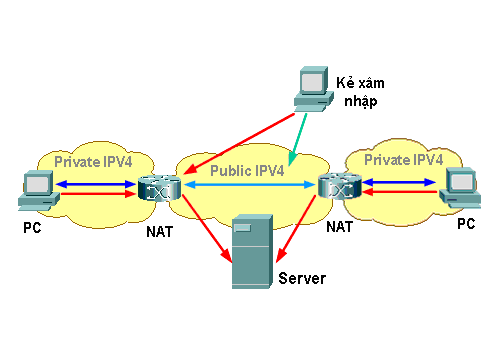 Kẻ xâm
nhập
Private IPV4
Public IPV4
Private IPV4
PC
NAT
NAT
PC
Server